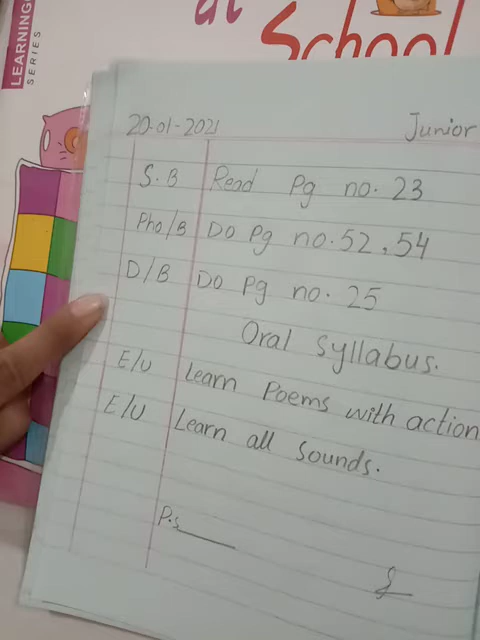 LEARNING
SERIES
at
School
20-01-2021 Junior
S.B Read Pg no. 23
Pho/B Do pg no. 52, 54
D/B Do pg no. 25
Oral Syllabus.
E/U Learn Poems with action
E/U Learn all sounds.
P.s